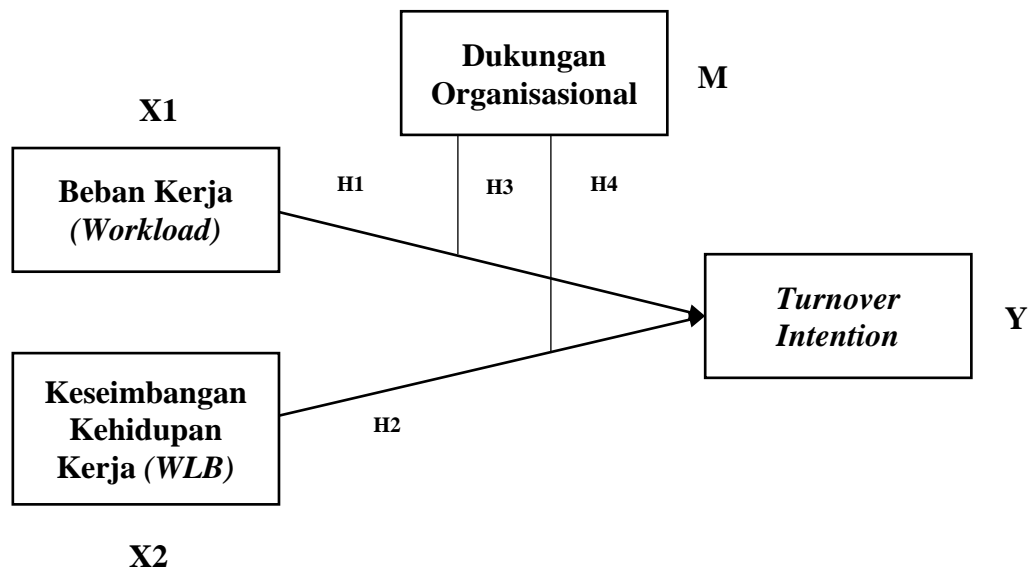 Dukungan
Organisasional
M
X1
Beban Kerja
(Workload)
H1
H3
H4
Turnover
Intention
Y
Keseimbangan
Kehidupan
Kerja (WLB)
H2
X2